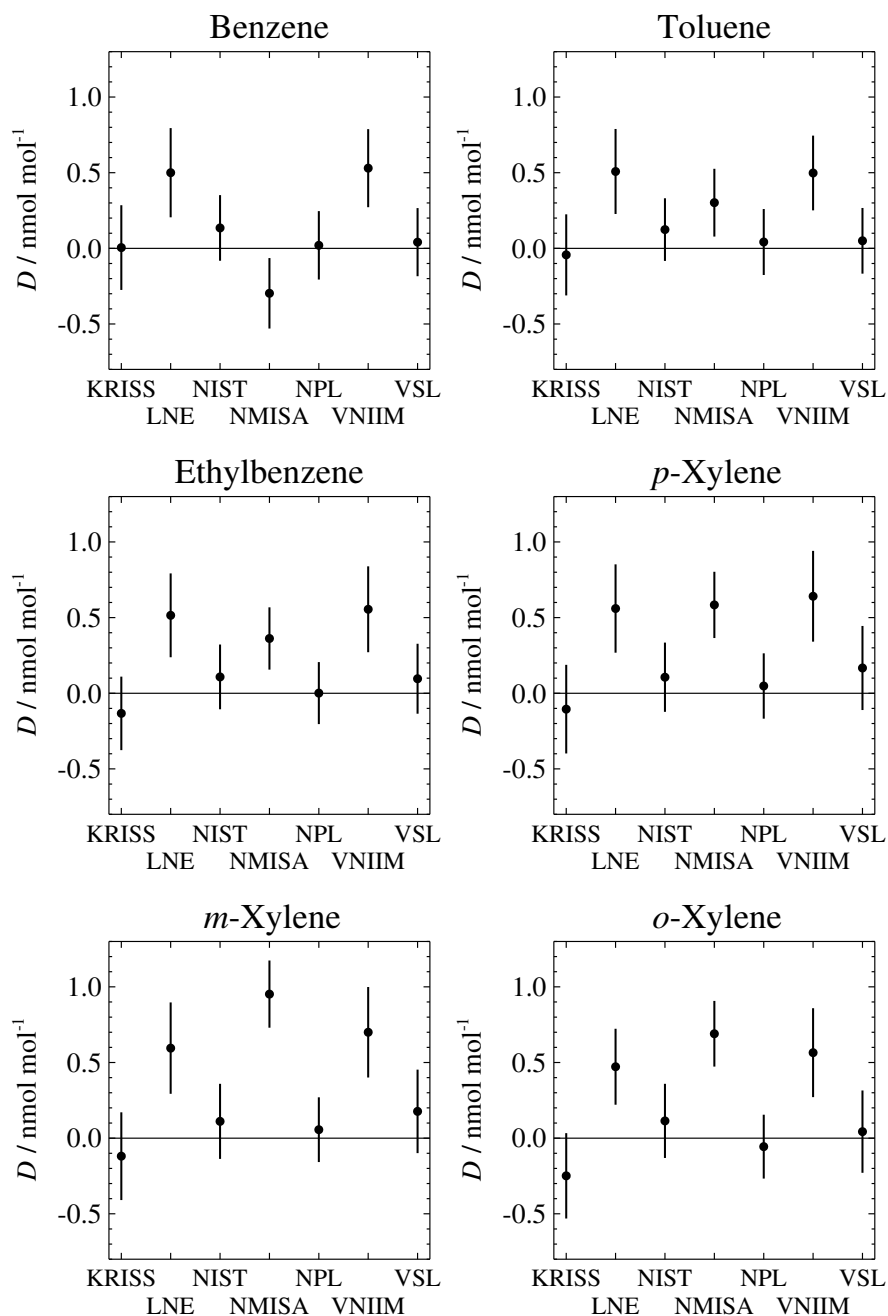 Benzene
1.0
0.5
0.0
-0.5
D / nmol mol⁻¹
KRISS NIST NPL VSL
LNE NMISA VNIIM
Toluene
1.0
0.5
0.0
-0.5
D / nmol mol⁻¹
KRISS NIST NPL VSL
LNE NMISA VNIIM
Ethylbenzene
1.0
0.5
0.0
-0.5
D / nmol mol⁻¹
KRISS NIST NPL VSL
LNE NMISA VNIIM
p-Xylene
1.0
0.5
0.0
-0.5
D / nmol mol⁻¹
KRISS NIST NPL VSL
LNE NMISA VNIIM
m-Xylene
1.0
0.5
0.0
-0.5
D / nmol mol⁻¹
KRISS NIST NPL VSL
LNE NMISA VNIIM
o-Xylene
1.0
0.5
0.0
-0.5
D / nmol mol⁻¹
KRISS NIST NPL VSL
LNE NMISA VNIIM